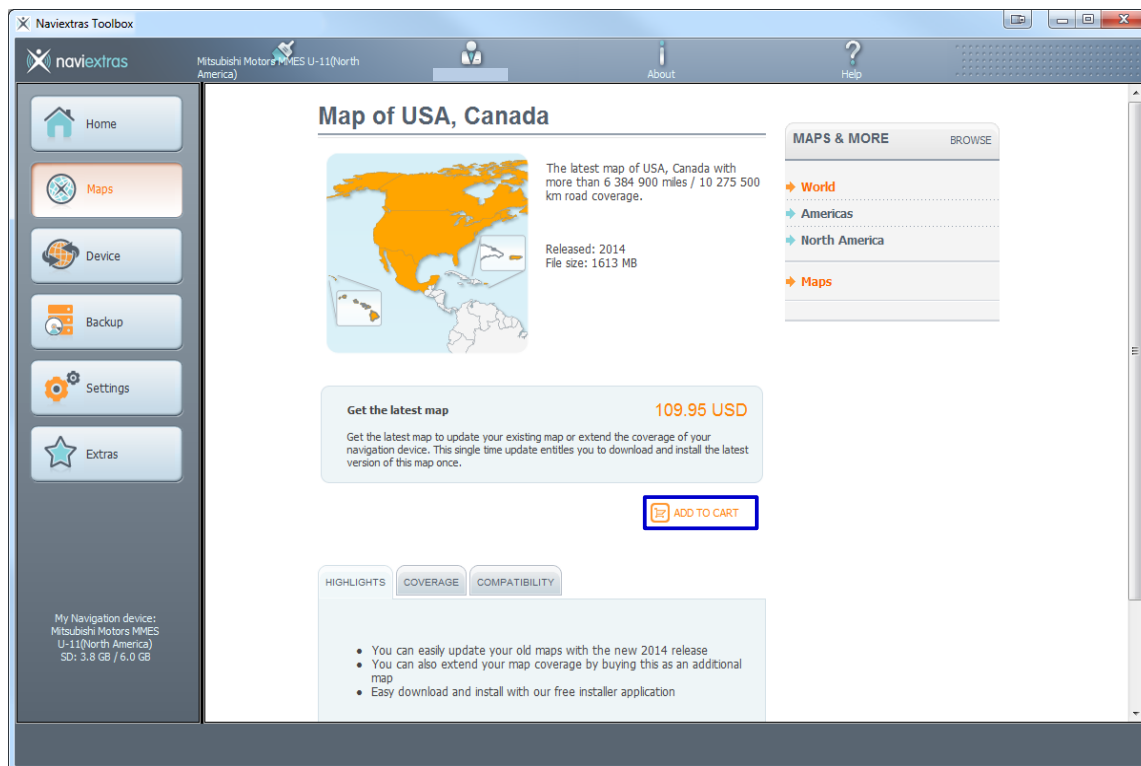 Naviextras Toolbox
naviextras
Mitsubishi Motors MMES U-11(North
America)
About
Help
Home
Maps
Device
Backup
Settings
Extras
My Navigation device:
Mitsubishi Motors MMES
U-11(North America)
SD: 3.8 GB / 6.0 GB
Map of USA, Canada
The latest map of USA, Canada with
more than 6 384 900 miles / 10 275 500
km road coverage.
Released: 2014
File size: 1613 MB
Get the latest map
109.95 USD
Get the latest map to update your existing map or extend the coverage of your
navigation device. This single time update entitles you to download and install the latest
version of this map once.
ADD TO CART
HIGHLIGHTS
COVERAGE
COMPATIBILITY
You can easily update your old maps with the new 2014 release
You can also extend your map coverage by buying this as an additional
map
Easy download and install with our free installer application
MAPS & MORE
BROWSE
World
Americas
North America
Maps